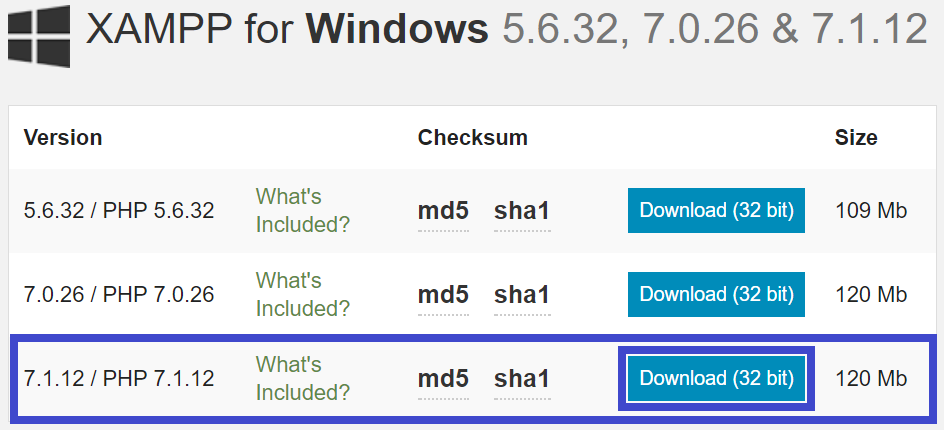 XAMPP for Windows 5.6.32, 7.0.26 & 7.1.12
Version Checksum Size
5.6.32 / PHP 5.6.32 What's Included? md5 sha1 Download (32 bit) 109 Mb
7.0.26 / PHP 7.0.26 What's Included? md5 sha1 Download (32 bit) 120 Mb
7.1.12 / PHP 7.1.12 What's Included? md5 sha1 Download (32 bit) 120 Mb